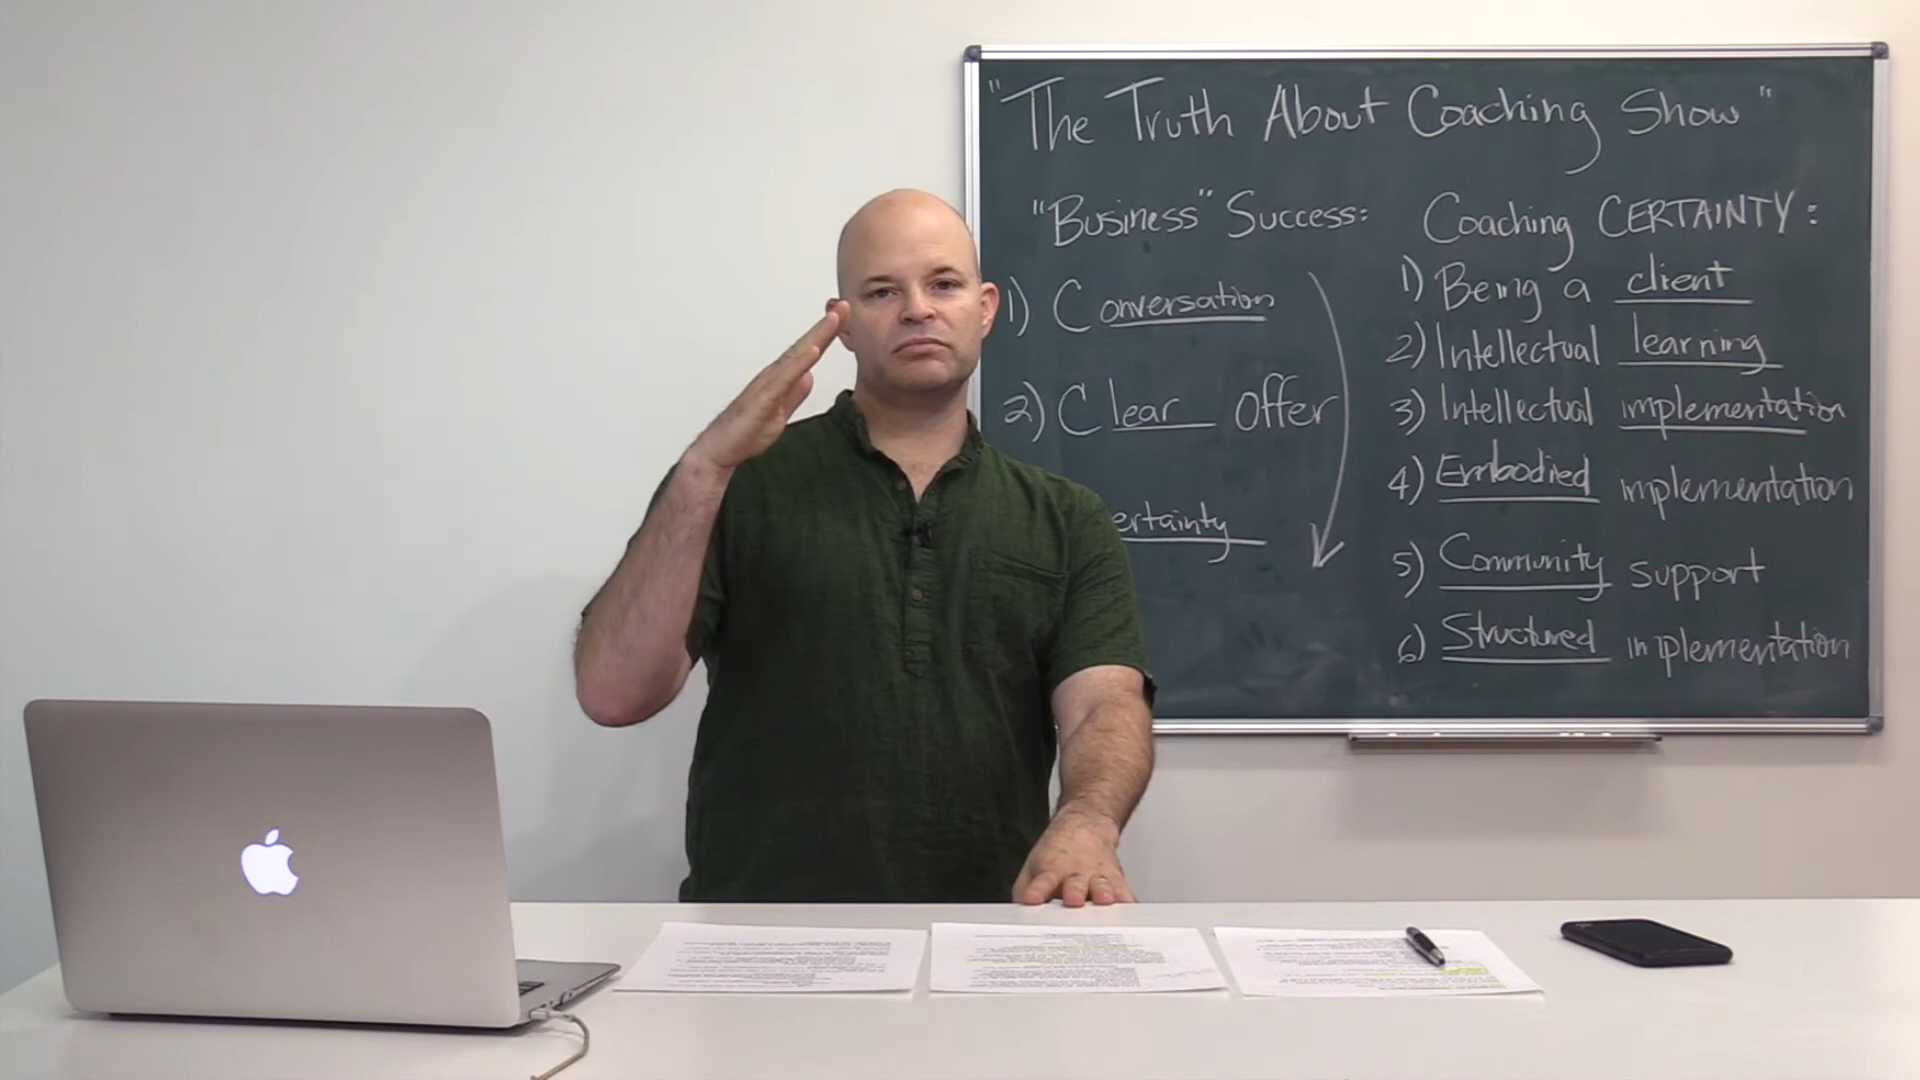 "The Truth About Coaching Show"
"Business" Success:
1) Conversation
2) Clear Offer
ertainty
Coaching CERTAINTY:
1) Being a client
2) Intellectual learning
3) Intellectual implementation
4) Embodied implementation
5) Community support
6) Structured implementation